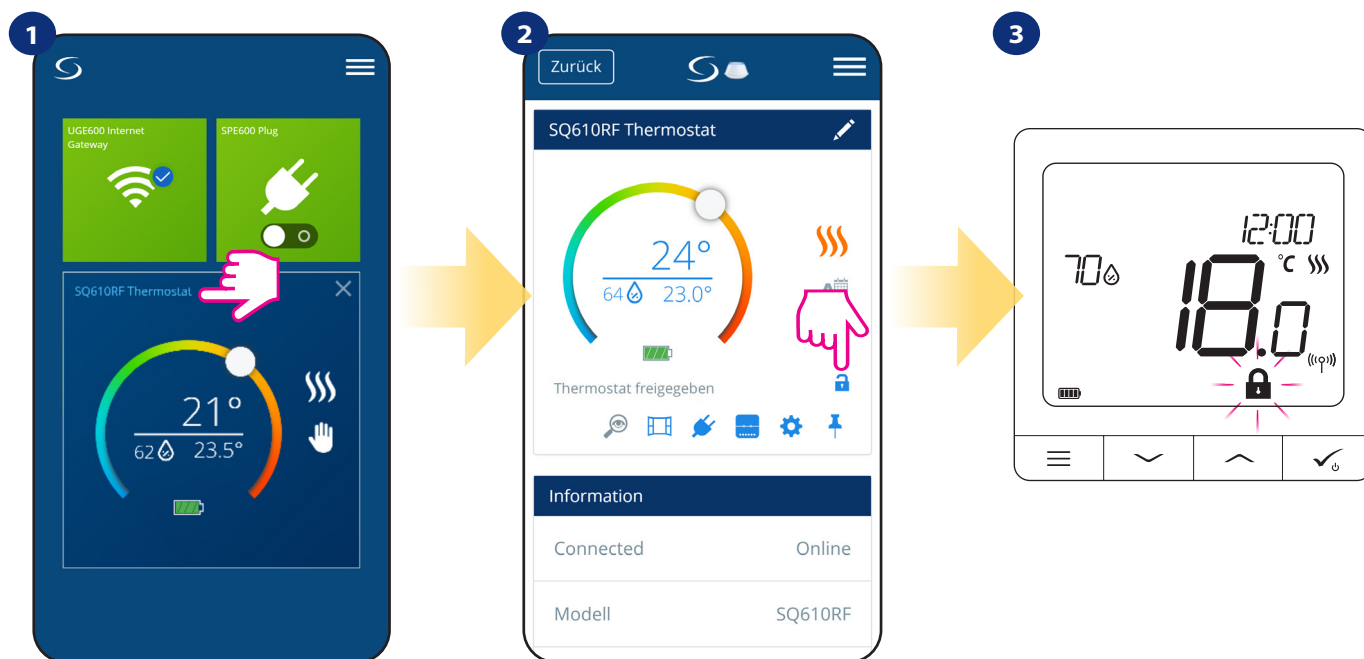 1
UGE600 Internet
Gateway
SPE600 Plug
SQ610RF Thermostat
21°
62 23.5°
2
Zurück
SQ610RF Thermostat
24°
64 23.0°
A
Thermostat freigegeben
Information
Connected Online
Modell SQ610RF
3
12:00
70 °C
18.0